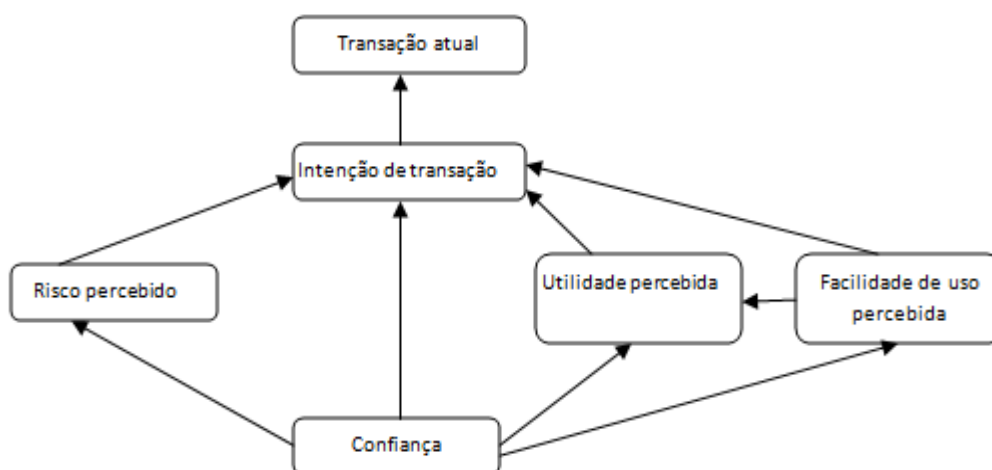 Transação atual
Intenção de transação
Risco percebido
Utilidade percebida
Facilidade de uso
percebida
Confiança